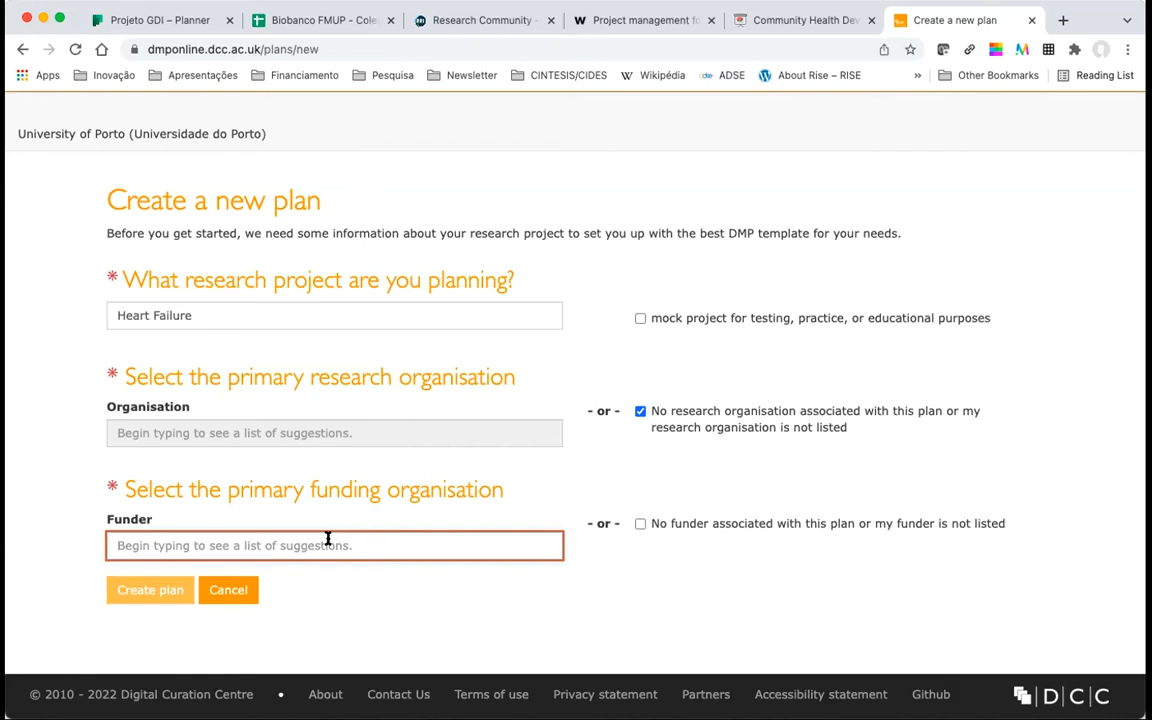 Projeto GDI – Planner
Biobanco FMUP - Cole
Research Community -
Project management fo
Community Health Dev
Create a new plan
dmponline.dcc.ac.uk/plans/new
Apps
Inovação
Apresentações
Financiamento
Pesquisa
Newsletter
CINTESIS/CIDES
Wikipédia
ADSE
About Rise – RISE
»
Other Bookmarks
Reading List
University of Porto (Universidade do Porto)
Create a new plan
Before you get started, we need some information about your research project to set you up with the best DMP template for your needs.
* What research project are you planning?
Heart Failure
mock project for testing, practice, or educational purposes
* Select the primary research organisation
Organisation
Begin typing to see a list of suggestions.
- or -
No research organisation associated with this plan or my
research organisation is not listed
* Select the primary funding organisation
Funder
Begin typing to see a list of suggestions.
- or -
No funder associated with this plan or my funder is not listed
Create plan
Cancel
© 2010 - 2022 Digital Curation Centre
•
About
Contact Us
Terms of use
Privacy statement
Partners
Accessibility statement
Github
DCC